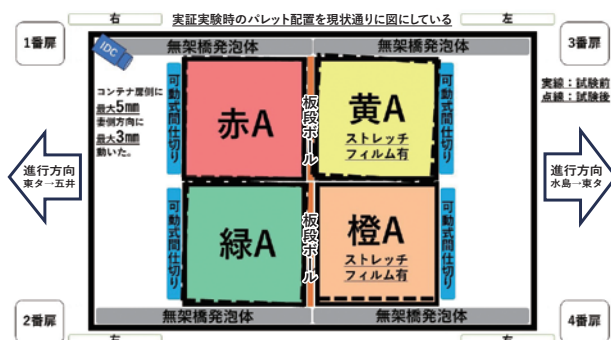 右
実証実験時のパレット配置を現状通りに図にしている
左
1番扉
3番扉
IDC
無架橋発泡体
無架橋発泡体
コンテナ扉側に
最大5mm
妻側方向に
最大3mm
動いた。
可動式間仕切り
赤A
板段ボール
黄A
ストレッチ
フィルム有
可動式間仕切り
実線：試験前
点線：試験後
進行方向
東タ→五井
進行方向
水島→東タ
可動式間仕切り
緑A
板段ボール
橙A
ストレッチ
フィルム有
可動式間仕切り
2番扉
無架橋発泡体
無架橋発泡体
4番扉